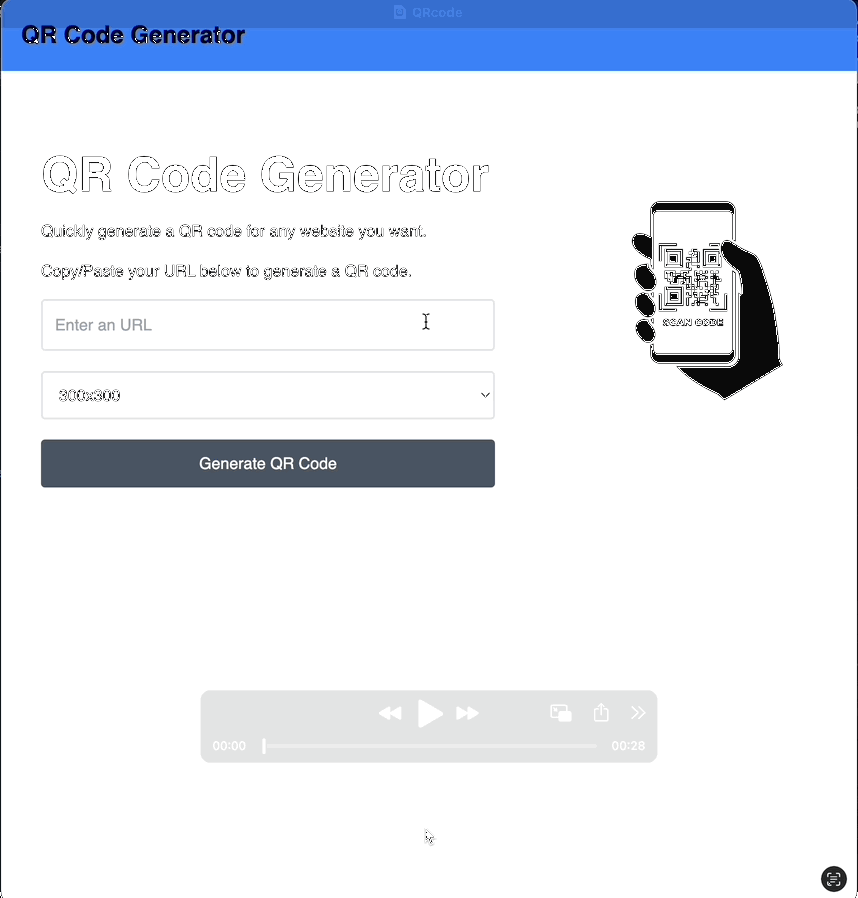 QRcode
QR Code Generator
QR Code Generator
Quickly generate a QR code for any website you want.
Copy/Paste your URL below to generate a QR code.
Enter an URL
300x300
Generate QR Code
SCAN CODE
00:00
00:28